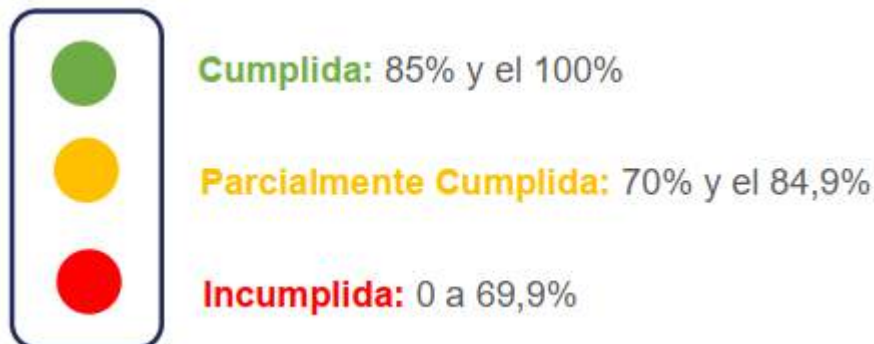 Cumplida: 85% y el 100%
Parcialmente Cumplida: 70% y el 84,9%
Incumplida: 0 a 69,9%